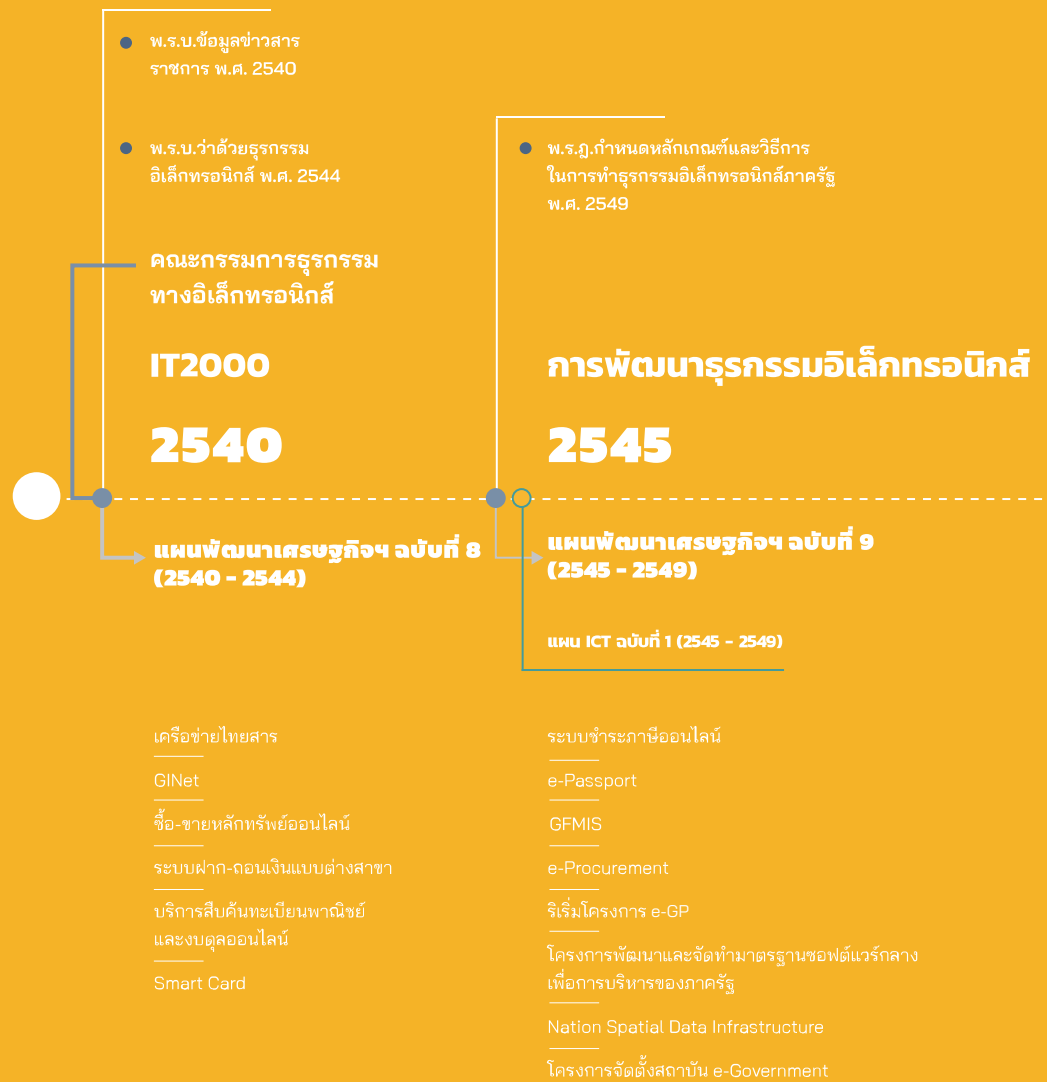 พ.ร.บ.ข้อมูลข่าวสาร
ราชการ พ.ศ. 2540
พ.ร.บ.ว่าด้วยธุรกรรม
อิเล็กทรอนิกส์ พ.ศ. 2544
คณะกรรมการธุรกรรม
ทางอิเล็กทรอนิกส์
IT2000
2540
แผนพัฒนาเศรษฐกิจฯ ฉบับที่ 8
(2540 - 2544)
เครือข่ายไทยสาร
GINet
ซื้อ-ขายหลักทรัพย์ออนไลน์
ระบบฝาก-ถอนเงินแบบต่างสาขา
บริการสืบค้นทะเบียนพาณิชย์
และงบดุลออนไลน์
Smart Card
พ.ร.ฎ.กำหนดหลักเกณฑ์และวิธีการ
ในการทำธุรกรรมอิเล็กทรอนิกส์ภาครัฐ
พ.ศ. 2549
การพัฒนาธุรกรรมอิเล็กทรอนิกส์
2545
แผนพัฒนาเศรษฐกิจฯ ฉบับที่ 9
(2545 - 2549)
แผน ICT ฉบับที่ 1 (2545 - 2549)
ระบบชำระภาษีออนไลน์
e-Passport
GFMIS
e-Procurement
ริเริ่มโครงการ e-GP
โครงการพัฒนาและจัดทำมาตรฐานซอฟต์แวร์กลาง
เพื่อการบริหารของภาครัฐ
Nation Spatial Data Infrastructure
โครงการจัดตั้งสถาบัน e-Government